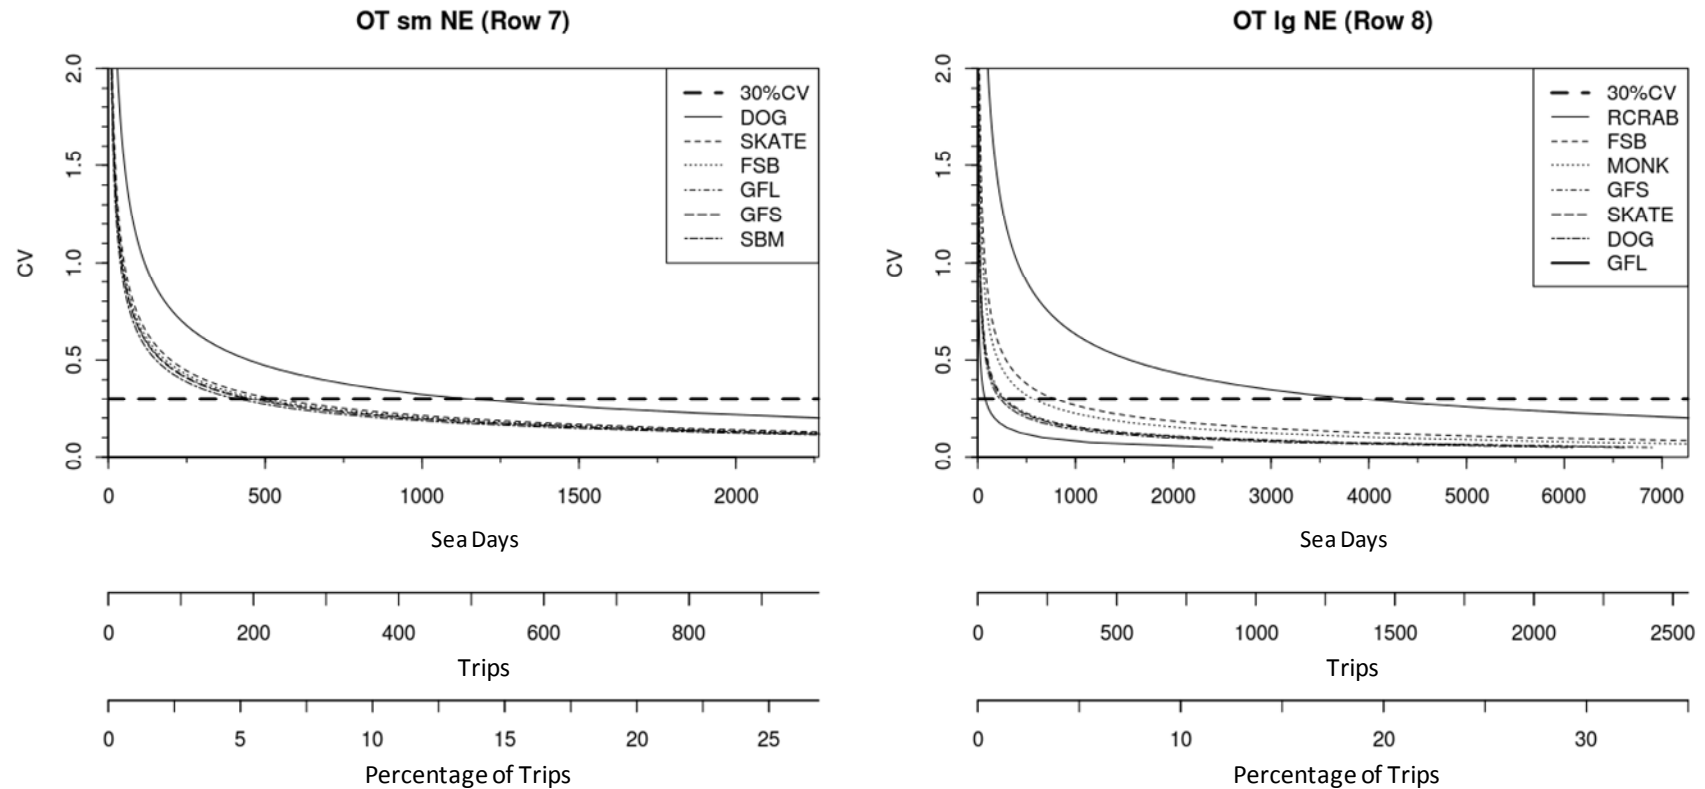 OT sm NE (Row 7)
CV
2.0
1.5
1.0
0.5
0.0
30%CV
DOG
SKATE
FSB
GFL
GFS
SBM
0 500 1000 1500 2000
Sea Days
0 200 400 600 800
Trips
0 5 10 15 20 25
Percentage of Trips
OT lg NE (Row 8)
CV
2.0
1.5
1.0
0.5
0.0
30%CV
RCRAB
FSB
MONK
GFS
SKATE
DOG
GFL
0 1000 2000 3000 4000 5000 6000 7000
Sea Days
0 500 1000 1500 2000 2500
Trips
0 10 20 30
Percentage of Trips